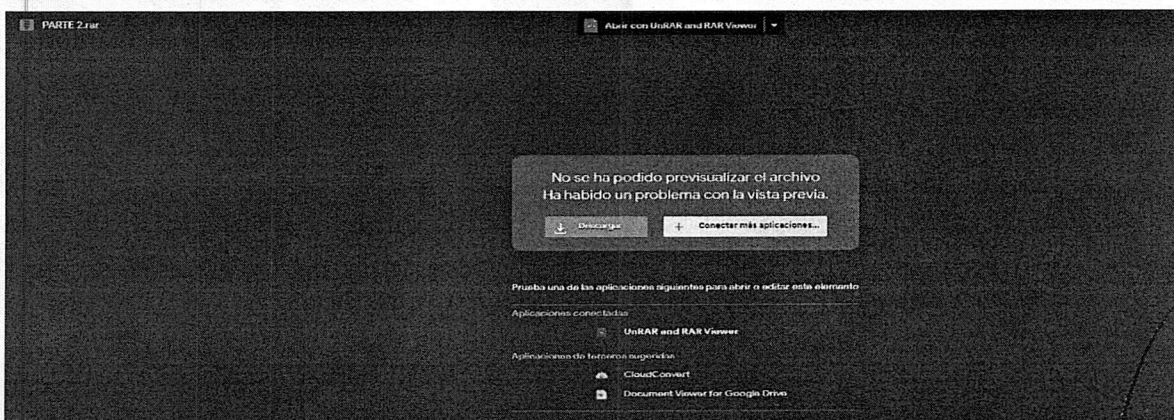 PARTE 2.rar
Abrir con UnRAR and RAR Viewer
No se ha podido previsualizar el archivo
Ha habido un problema con la vista previa.
Descargar
+ Conectar más aplicaciones...
Prueba una de las aplicaciones siguientes para abrir o editar este elemento
Aplicaciones conectadas
UnRAR and RAR Viewer
Aplicaciones de terceros sugeridas
CloudConvert
Document Viewer for Google Drive